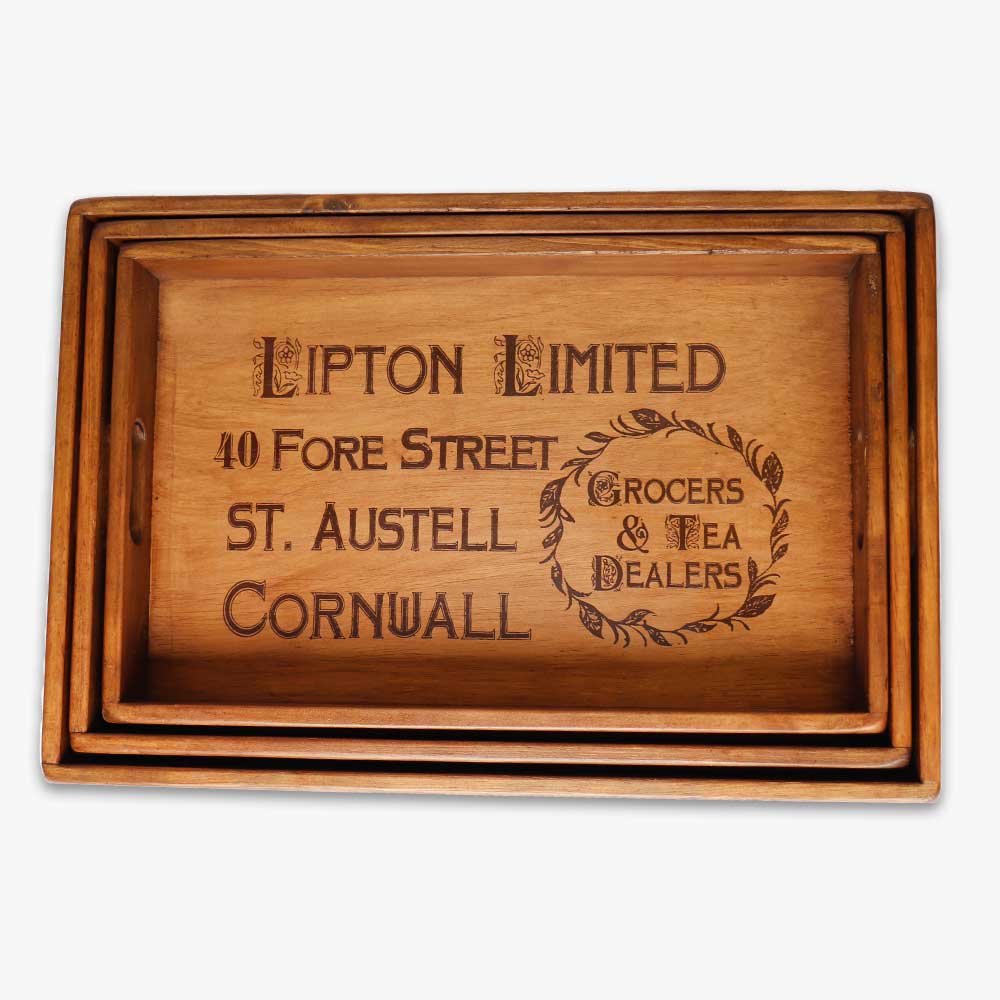 Lipton Limited
40 Fore Street
St. Austell
Cornwall
Grocers
& Tea
Dealers